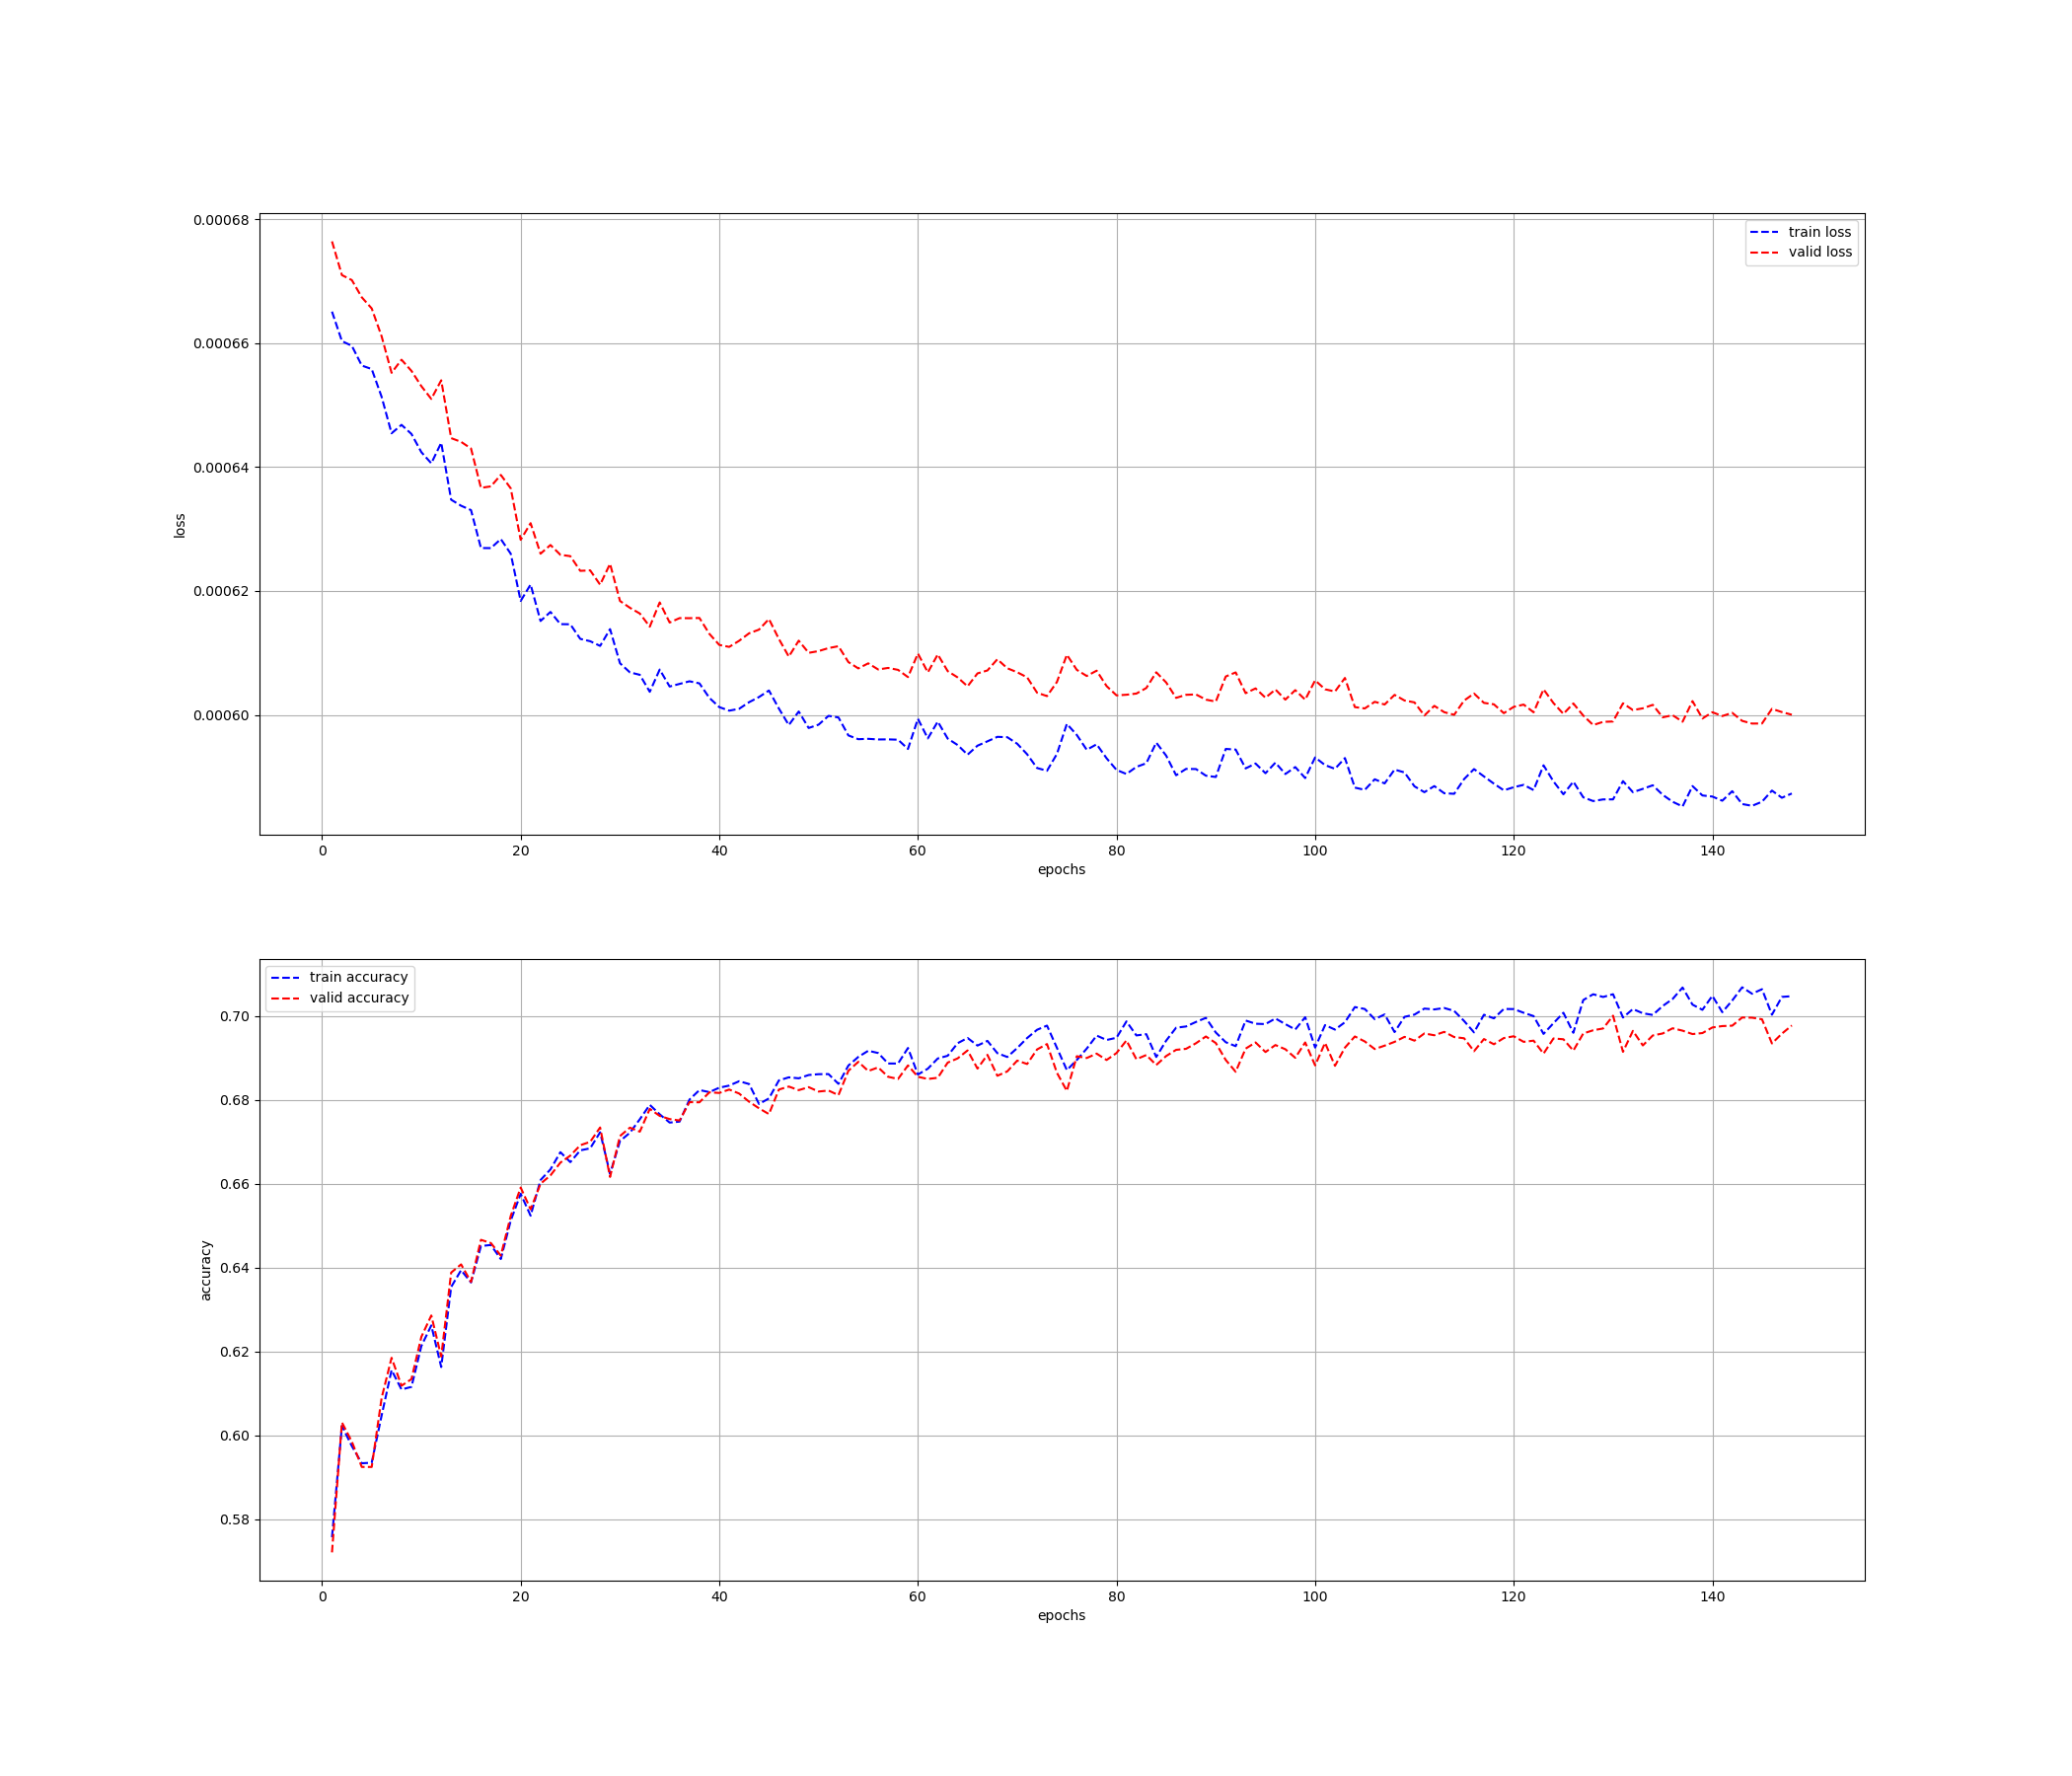 0.00068
0.00066
0.00064
0.00062
0.00060
loss
train loss
valid loss
0 20 40 60 80 100 120 140
epochs
train accuracy
valid accuracy
0.70
0.68
0.66
0.64
0.62
0.60
0.58
accuracy
0 20 40 60 80 100 120 140
epochs